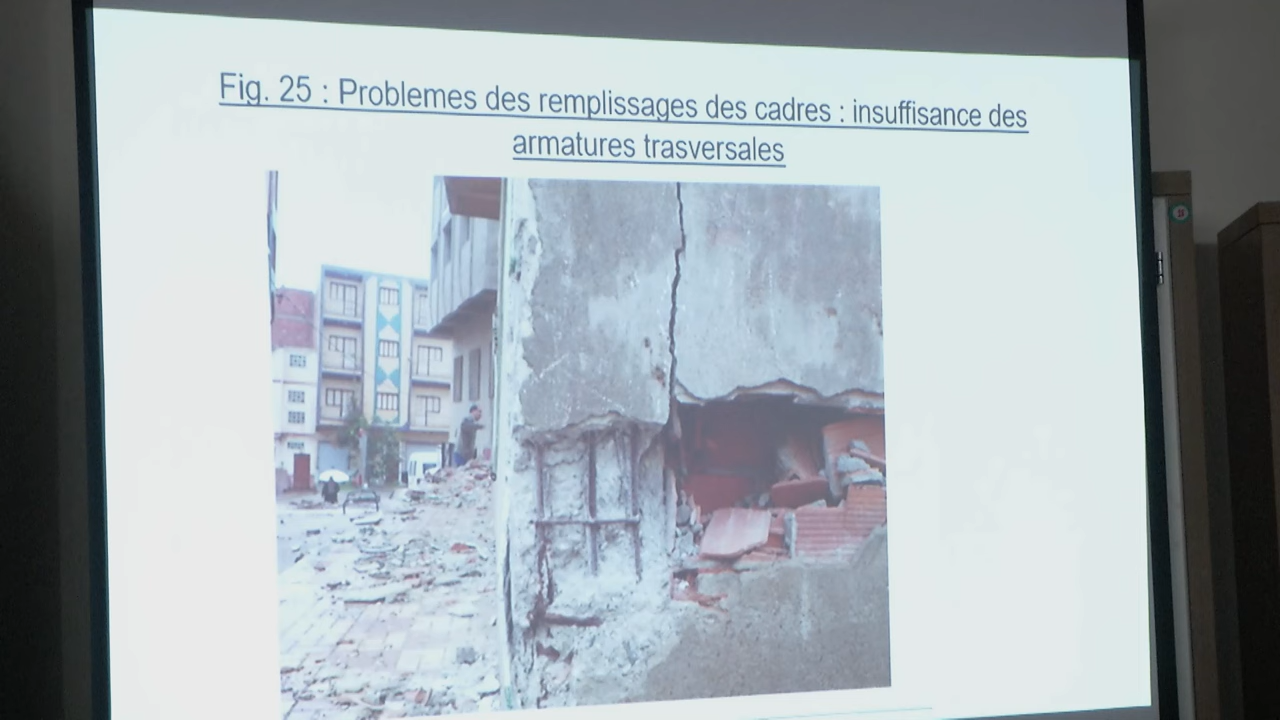 Fig. 25 : Problemes des remplissages des cadres : insuffisance des
armatures trasversales